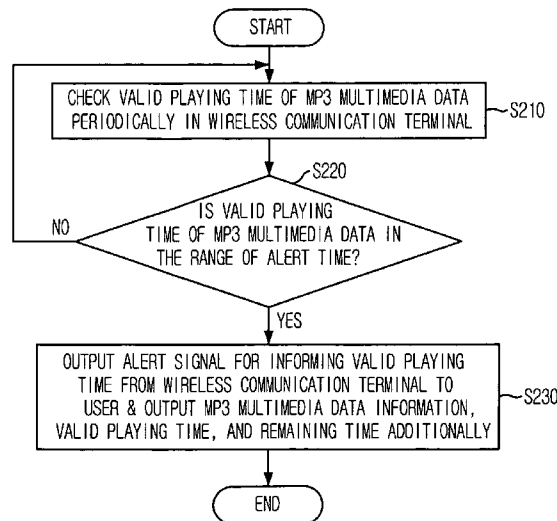 START
CHECK VALID PLAYING TIME OF MP3 MULTIMEDIA DATA
PERIODICALLY IN WIRELESS COMMUNICATION TERMINAL
S210
S220
IS VALID PLAYING
TIME OF MP3 MULTIMEDIA DATA IN
THE RANGE OF ALERT TIME?
NO
YES
OUTPUT ALERT SIGNAL FOR INFORMING VALID PLAYING
TIME FROM WIRELESS COMMUNICATION TERMINAL TO
USER & OUTPUT MP3 MULTIMEDIA DATA INFORMATION,
VALID PLAYING TIME, AND REMAINING TIME ADDITIONALLY
S230
END